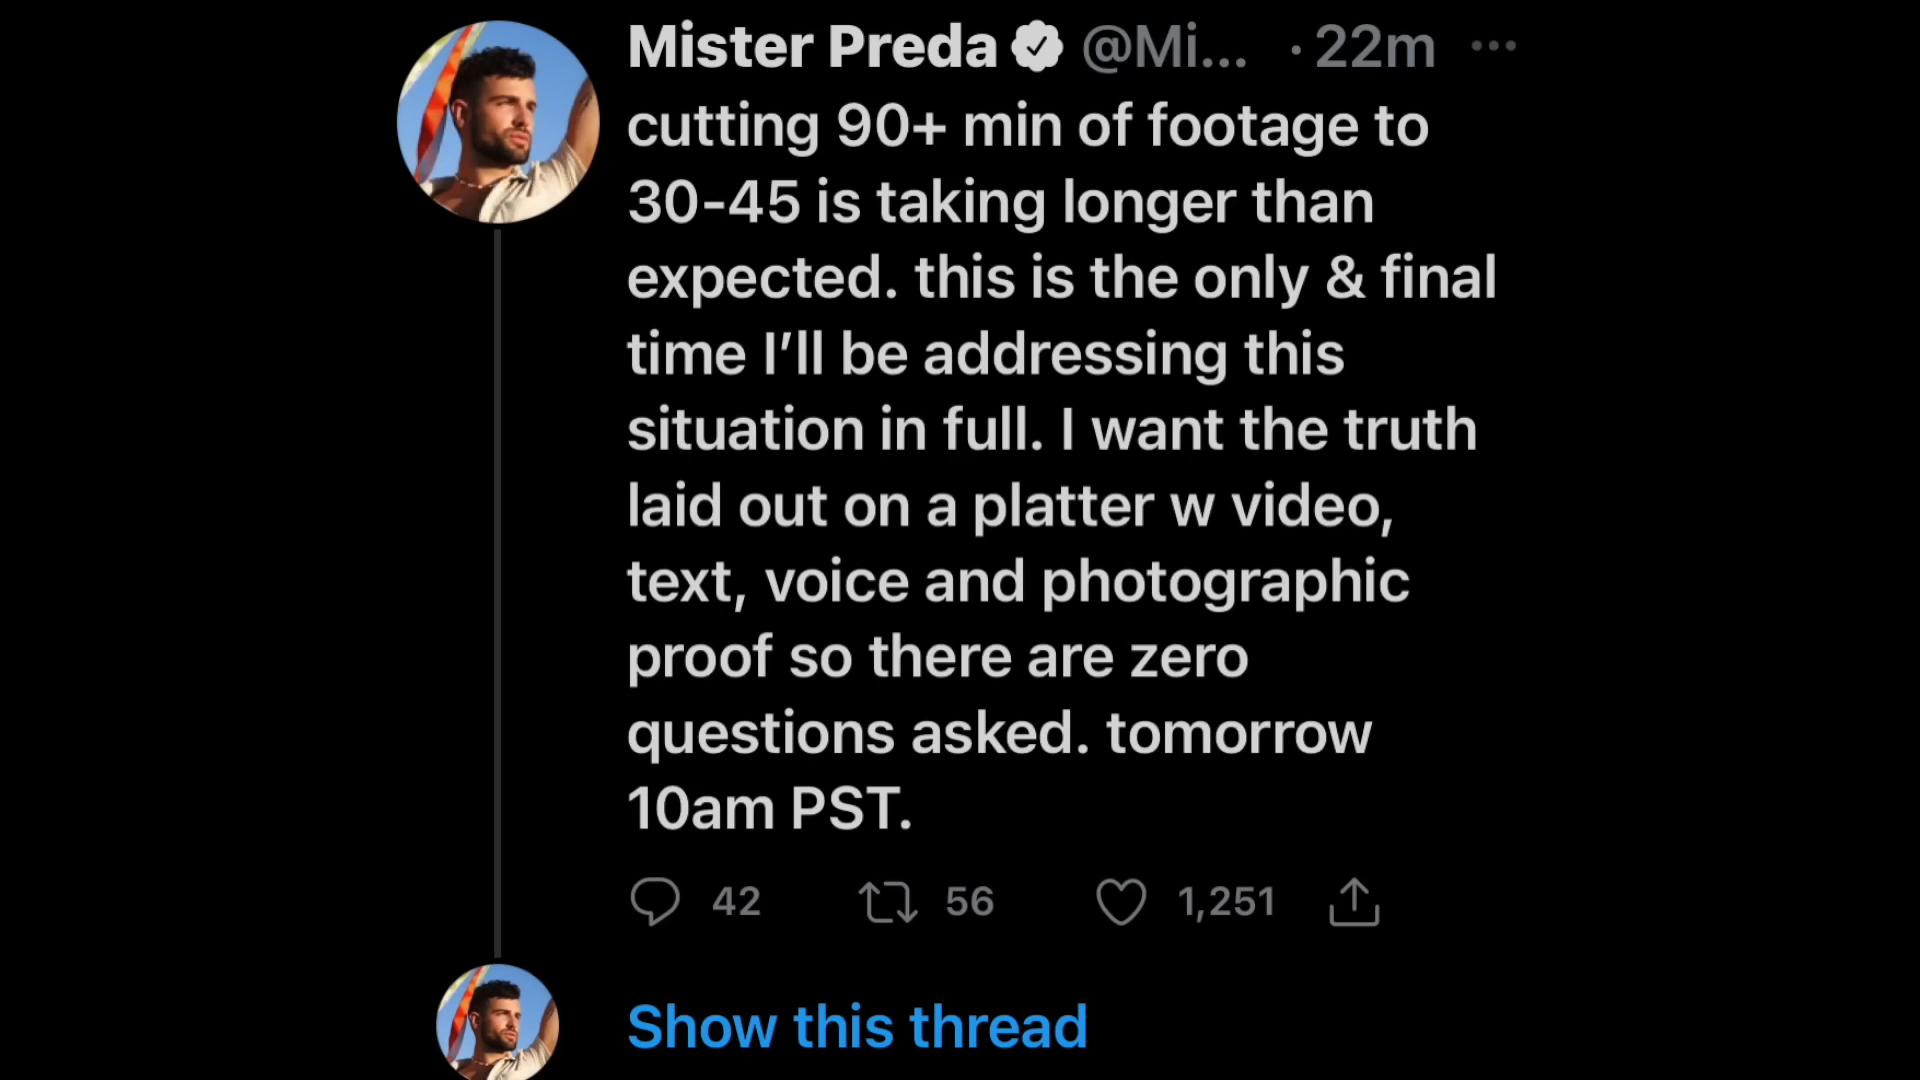 Mister Preda @Mi... · 22m ...
cutting 90+ min of footage to
30-45 is taking longer than
expected. this is the only & final
time I’ll be addressing this
situation in full. I want the truth
laid out on a platter w video,
text, voice and photographic
proof so there are zero
questions asked. tomorrow
10am PST.
42 56 1,251
Show this thread